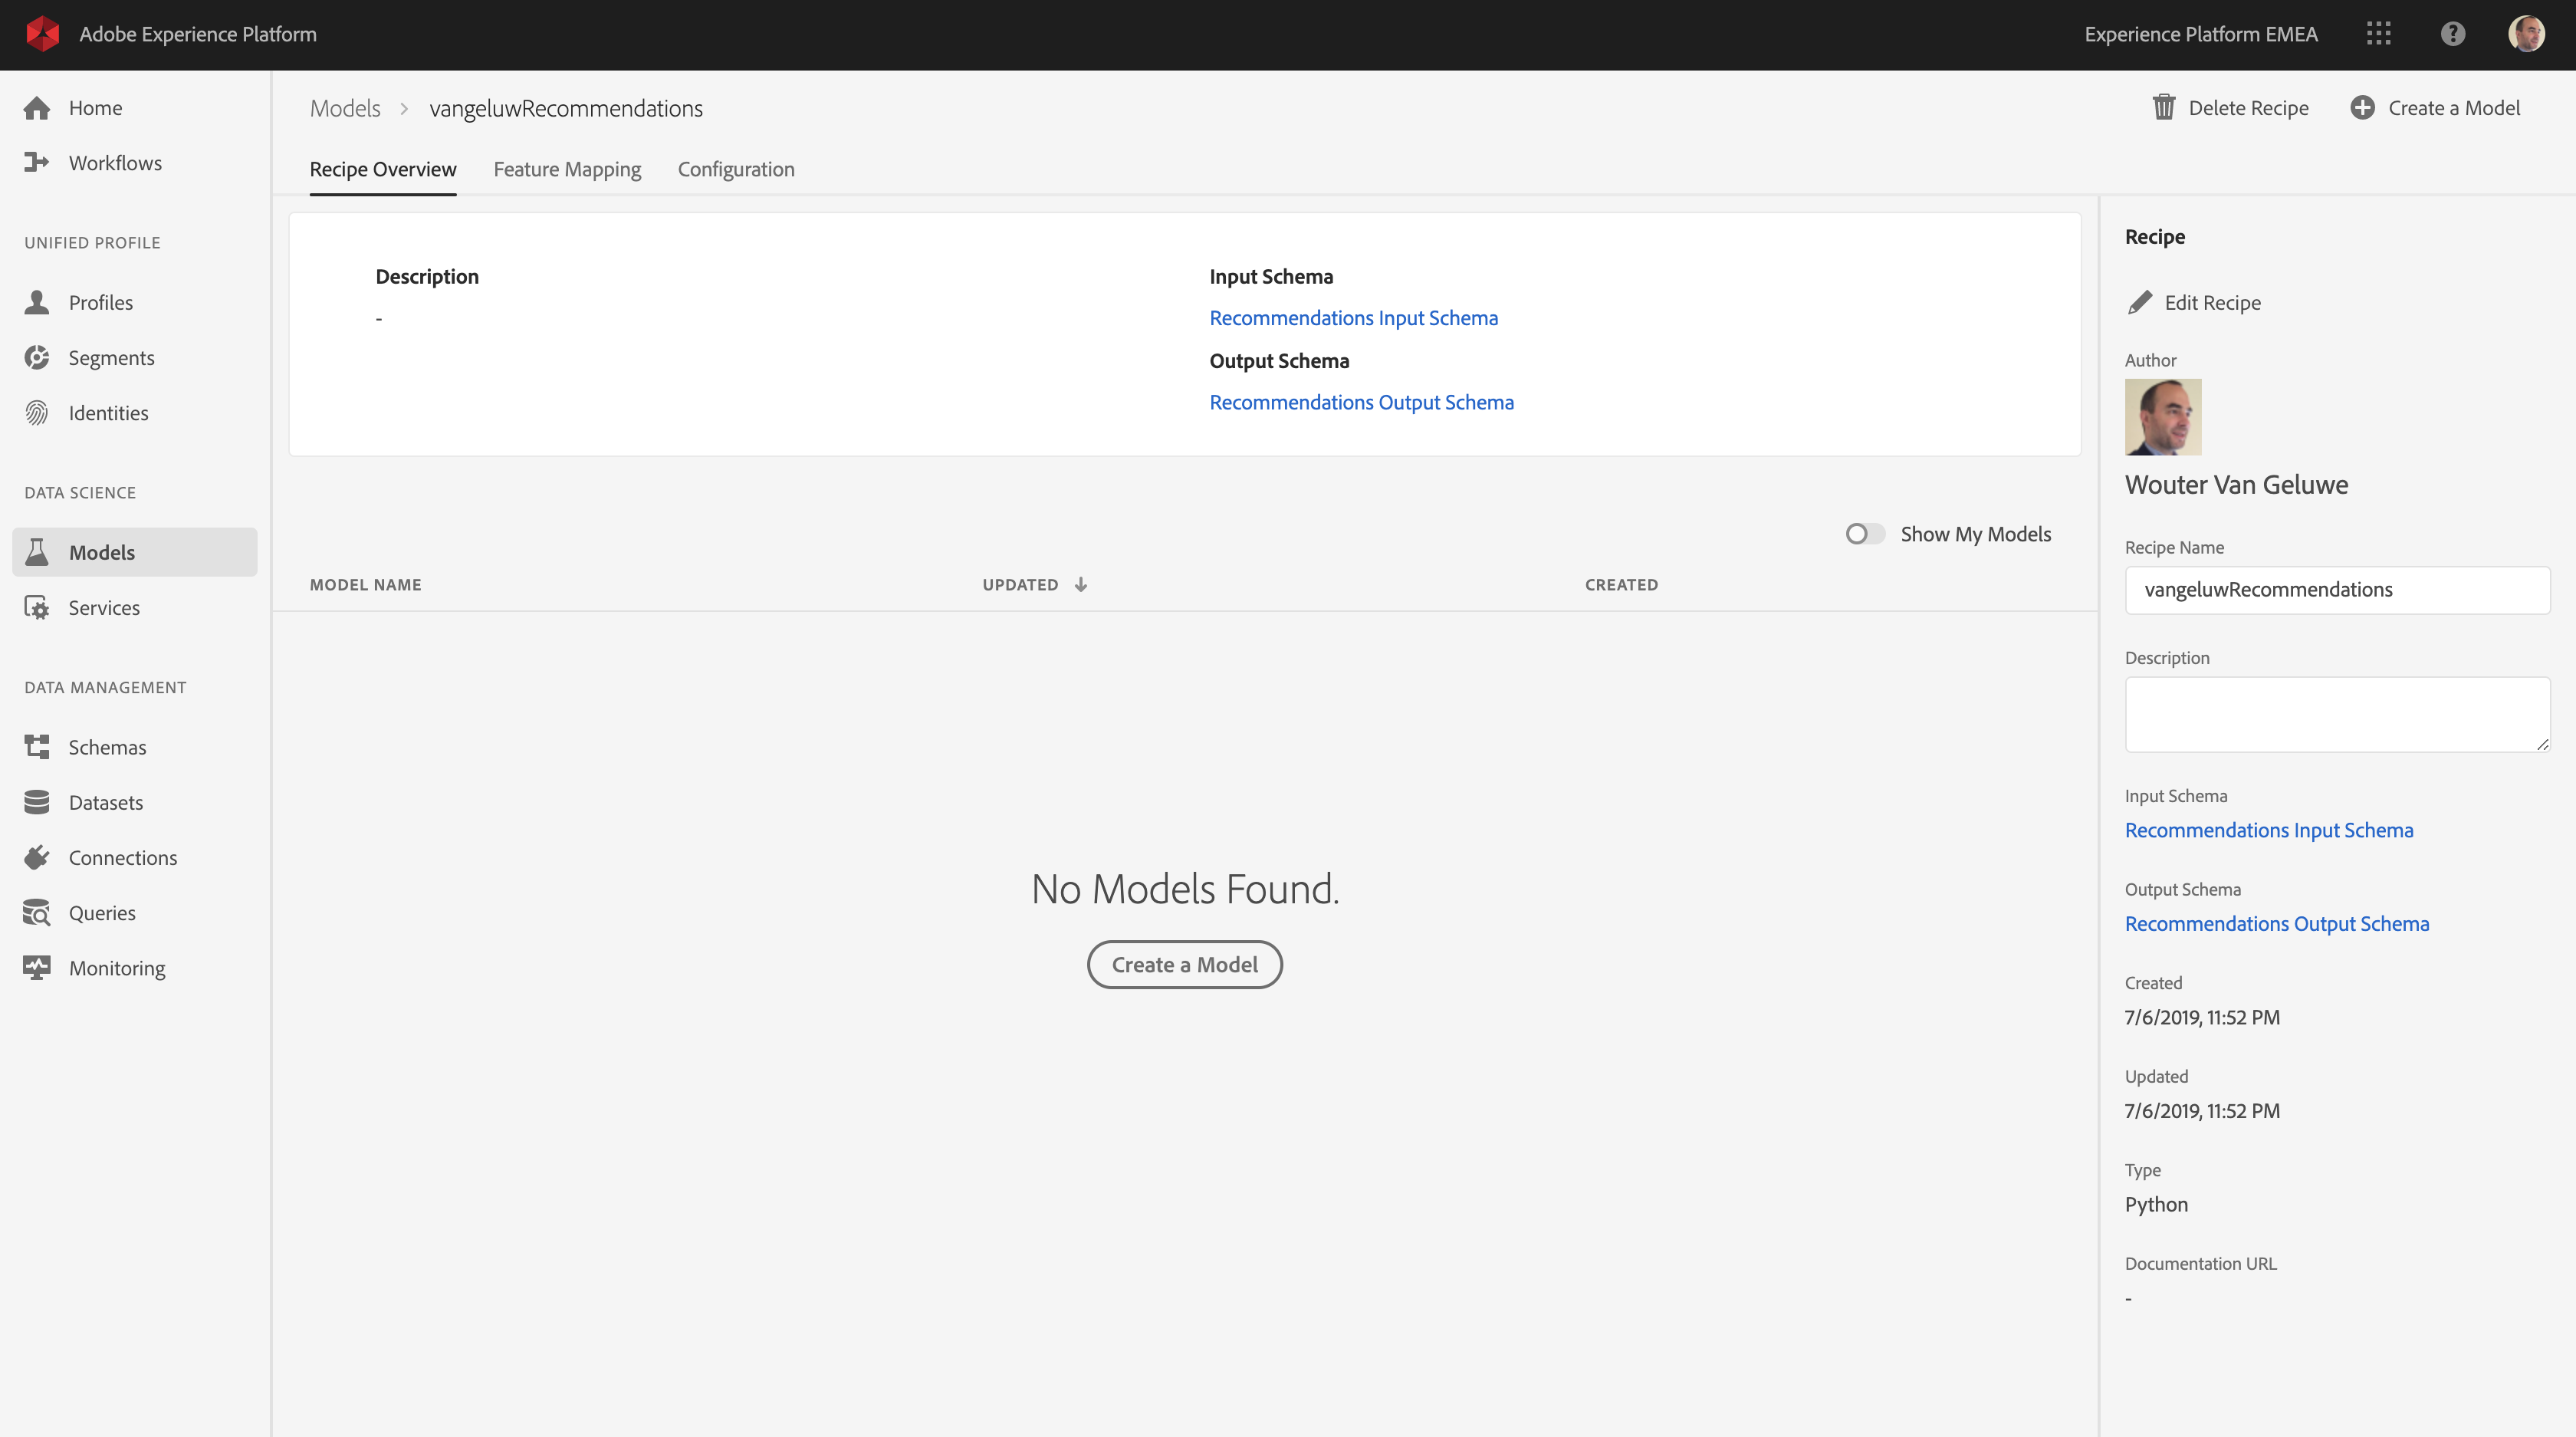 Adobe Experience Platform
Experience Platform EMEA
Home
Workflows
UNIFIED PROFILE
Profiles
Segments
Identities
DATA SCIENCE
Models
Services
DATA MANAGEMENT
Schemas
Datasets
Connections
Queries
Monitoring
Models > vangeluwRecommendations
Delete Recipe
Create a Model
Recipe Overview Feature Mapping Configuration
Description
-
Input Schema
Recommendations Input Schema
Output Schema
Recommendations Output Schema
Show My Models
MODEL NAME UPDATED CREATED
No Models Found.
Create a Model
Recipe
Edit Recipe
Author
Wouter Van Geluwe
Recipe Name
vangeluwRecommendations
Description
Input Schema
Recommendations Input Schema
Output Schema
Recommendations Output Schema
Created
7/6/2019, 11:52 PM
Updated
7/6/2019, 11:52 PM
Type
Python
Documentation URL
-